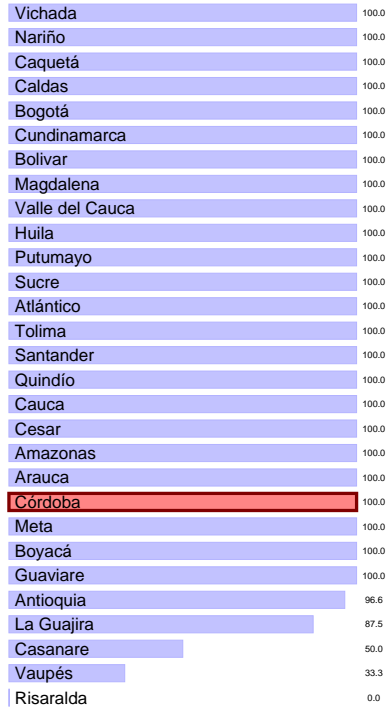 Vichada 100.0
Nariño 100.0
Caquetá 100.0
Caldas 100.0
Bogotá 100.0
Cundinamarca 100.0
Bolivar 100.0
Magdalena 100.0
Valle del Cauca 100.0
Huila 100.0
Putumayo 100.0
Sucre 100.0
Atlántico 100.0
Tolima 100.0
Santander 100.0
Quindío 100.0
Cauca 100.0
Cesar 100.0
Amazonas 100.0
Arauca 100.0
Córdoba 100.0
Meta 100.0
Boyacá 100.0
Guaviare 100.0
Antioquia 96.6
La Guajira 87.5
Casanare 50.0
Vaupés 33.3
Risaralda 0.0